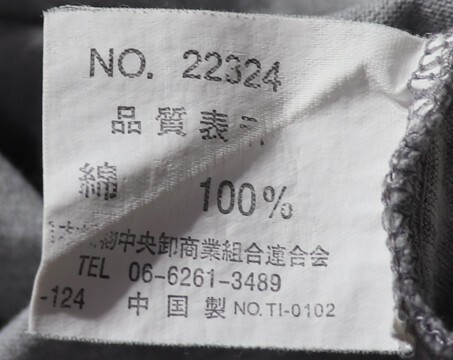 NO. 22324
品質表示
綿 100%
中央卸商業組合連合会
TEL 06-6261-3489
-124 中国製 NO.TI-0102